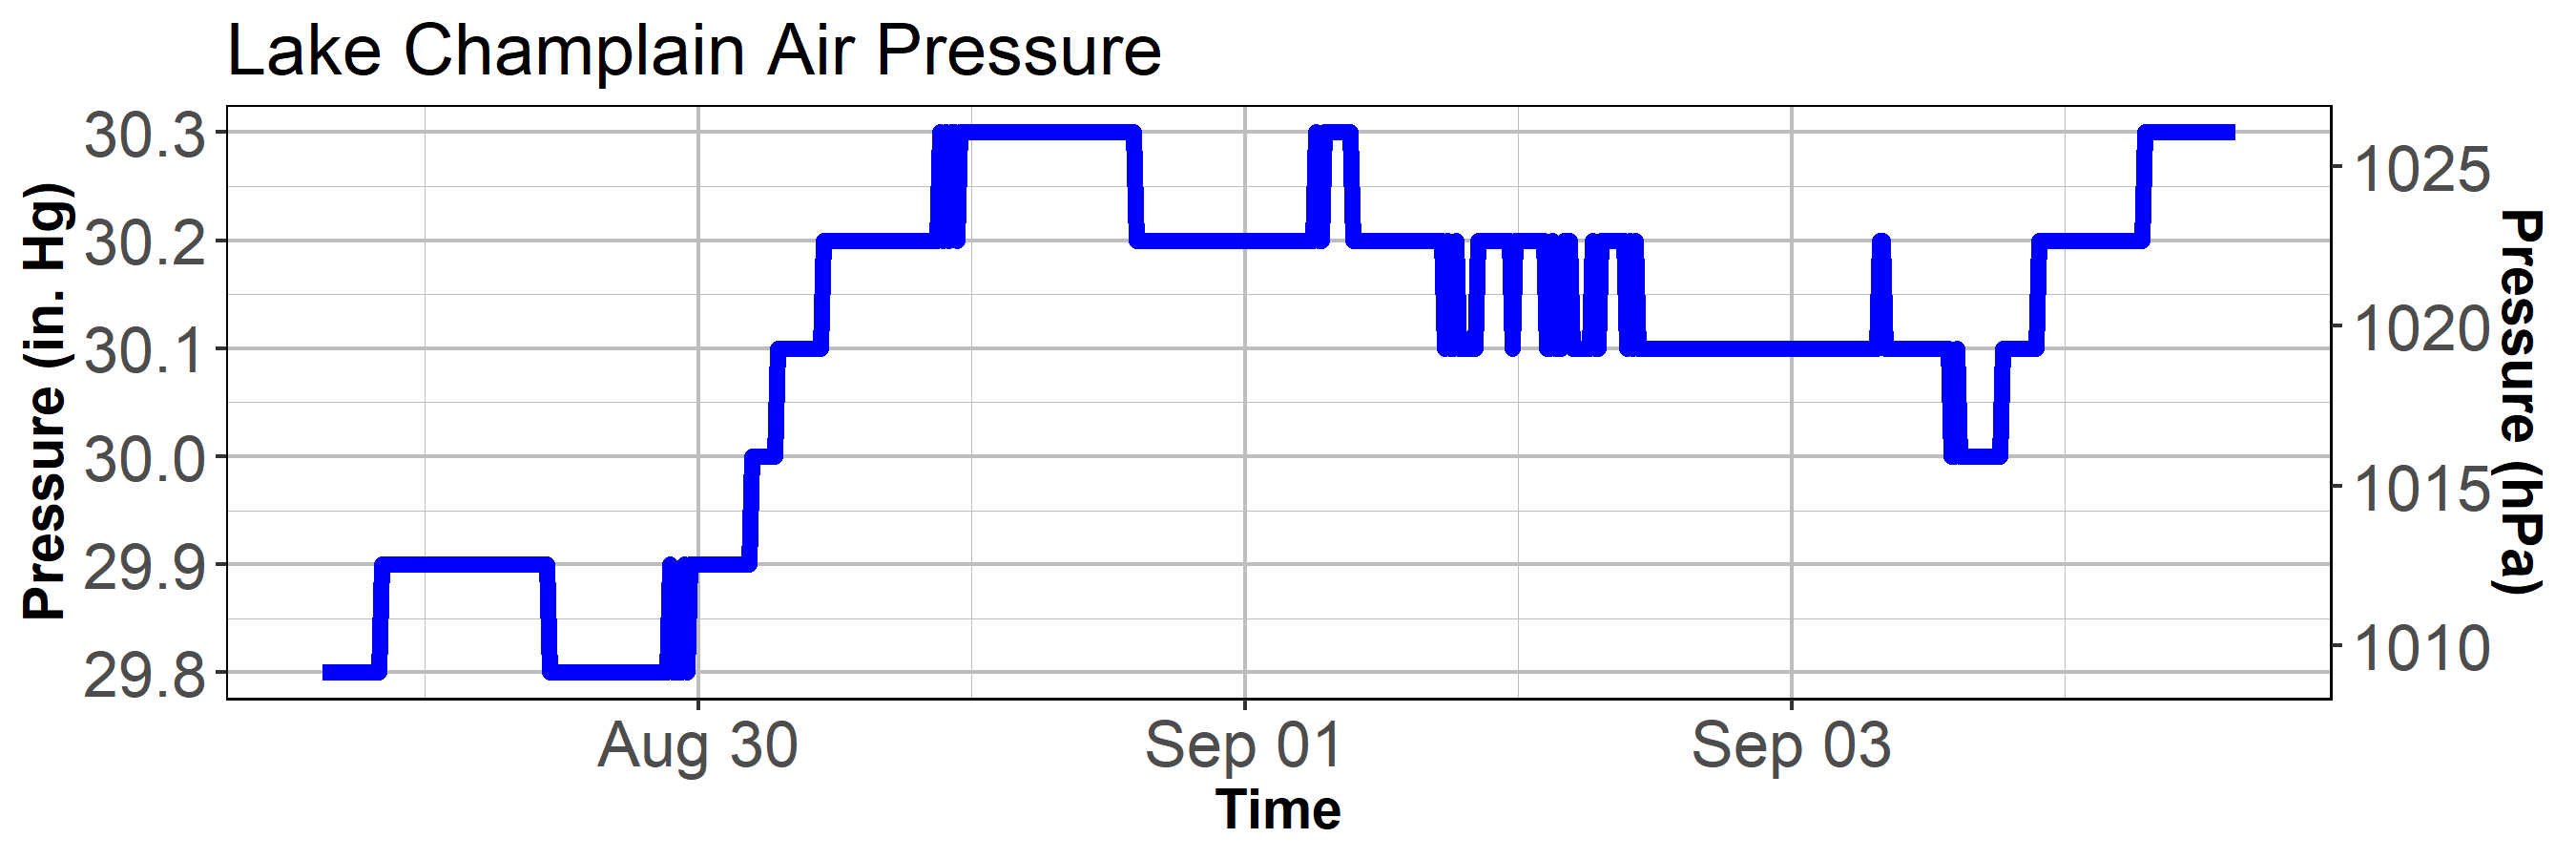 Lake Champlain Air Pressure
Pressure (in. Hg)
30.3
30.2
30.1
30.0
29.9
29.8
1025
1020
1015
1010
Pressure (hPa)
Aug 30
Sep 01
Sep 03
Time